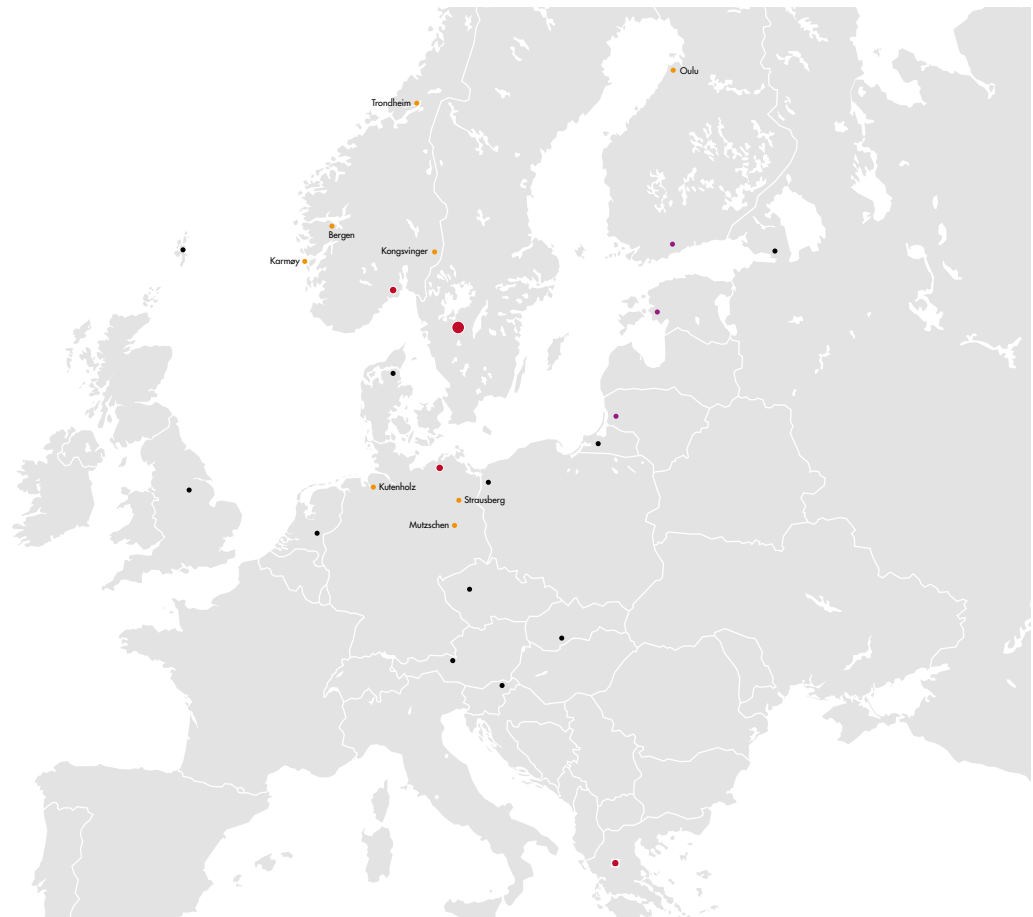 Oulu
Trondheim
Bergen
Kongsvinger
Karmøy
Kutenholz
Strausberg
Mutzschen